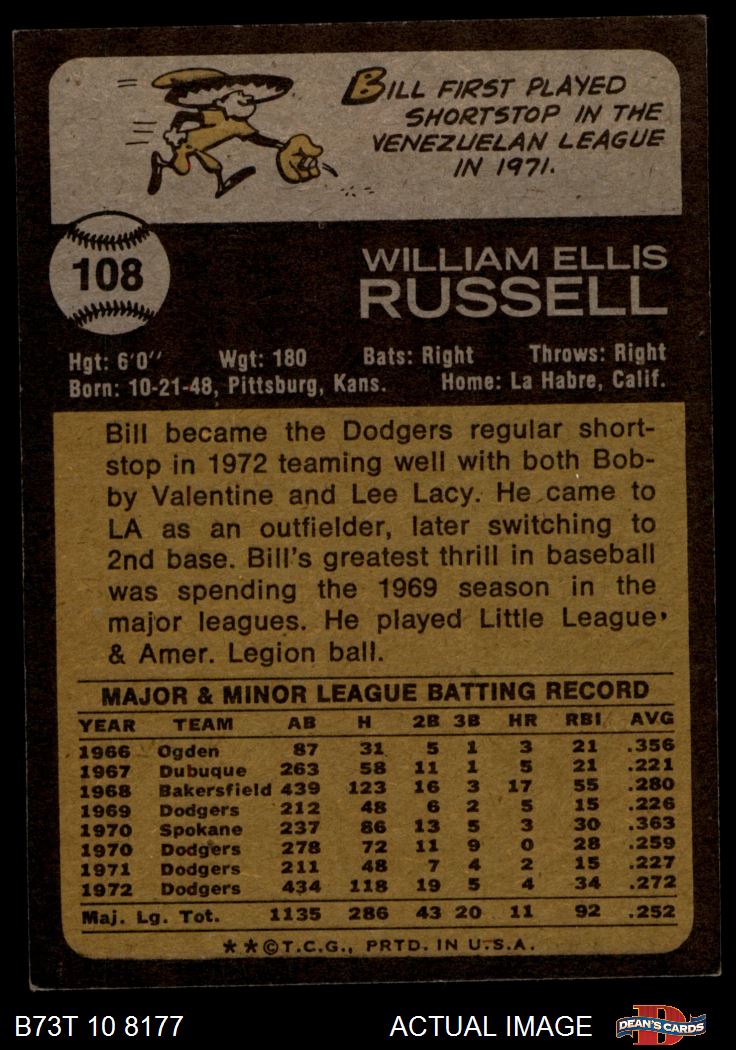 BILL FIRST PLAYED
SHORTSTOP IN THE
VENEZUELAN LEAGUE
IN 1971.
108
WILLIAM ELLIS
RUSSELL
Hgt: 6'0" Wgt: 180 Bats: Right Throws: Right
Born: 10-21-48, Pittsburg, Kans. Home: La Habre, Calif.
Bill became the Dodgers regular short-
stop in 1972 teaming well with both Bob-
by Valentine and Lee Lacy. He came to
LA as an outfielder, later switching to
2nd base. Bill's greatest thrill in baseball
was spending the 1969 season in the
major leagues. He played Little League
& Amer. Legion ball.
MAJOR & MINOR LEAGUE BATTING RECORD
YEAR TEAM AB H 2B 3B HR RBI AVG
1966 Ogden 87 31 5 1 3 21 .356
1967 Dubuque 263 58 11 1 5 21 .221
1968 Bakersfield 439 123 16 3 17 55 .280
1969 Dodgers 212 48 6 2 5 15 .226
1970 Spokane 237 86 13 5 3 30 .363
1970 Dodgers 278 72 11 9 0 28 .259
1971 Dodgers 211 48 7 4 2 15 .227
1972 Dodgers 434 118 19 5 4 34 .272
Maj. Lg. Tot. 1135 286 43 20 11 92 .252
★★©T.C.G., PRTD. IN U.S.A.
B73T 10 8177 ACTUAL IMAGE D DEAN'S CARDS